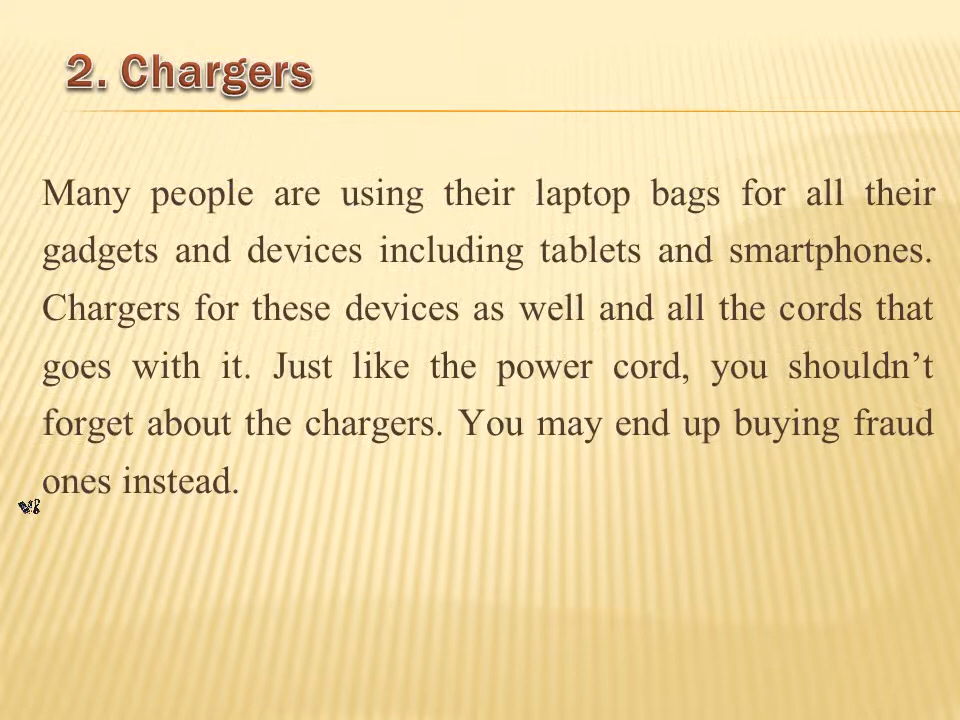 2. Chargers
Many people are using their laptop bags for all their
gadgets and devices including tablets and smartphones.
Chargers for these devices as well and all the cords that
goes with it. Just like the power cord, you shouldn’t
forget about the chargers. You may end up buying fraud
ones instead.